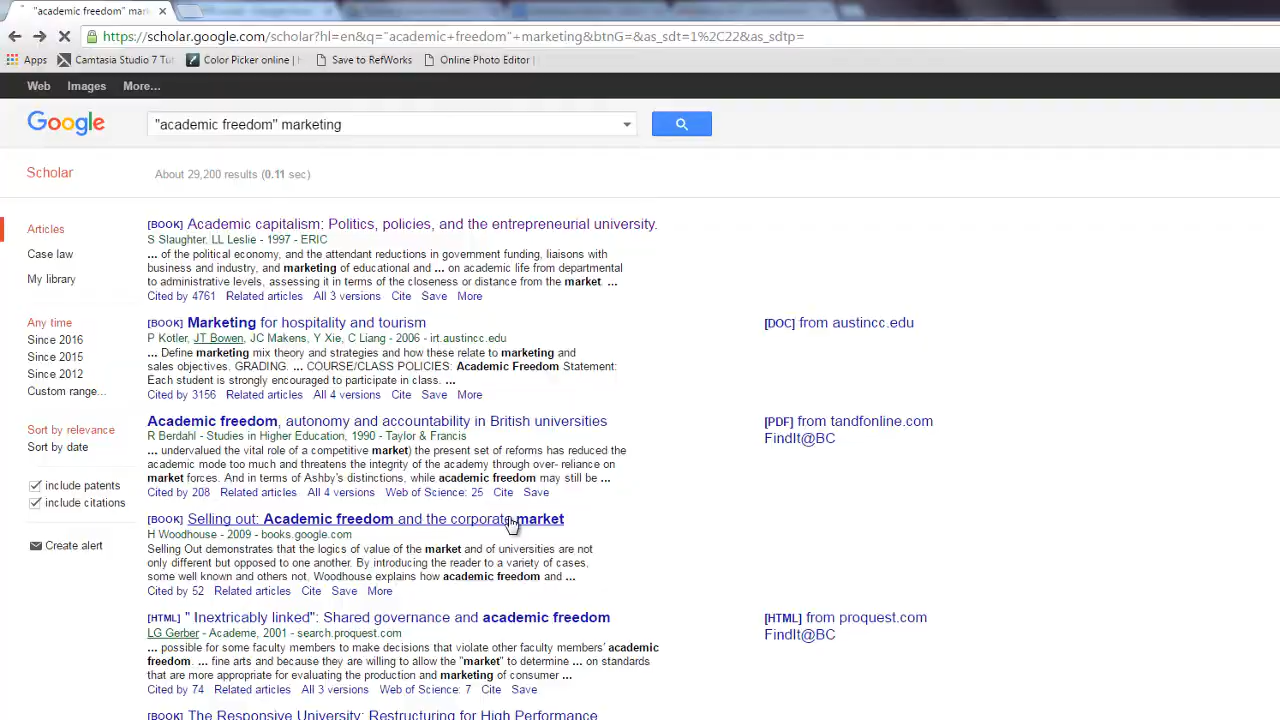 "academic freedom" mark
https://scholar.google.com/scholar?hl=en&q="academic+freedom"+marketing&btnG=&as_sdt=1%2C22&as_sdtp=
Apps Camtasia Studio 7 Tut Color Picker online | Save to RefWorks Online Photo Editor |
Web Images More...
Google "academic freedom" marketing
Scholar About 29,200 results (0.11 sec)
Articles
Case law
My library
Any time
Since 2016
Since 2015
Since 2012
Custom range...
Sort by relevance
Sort by date
include patents
include citations
Create alert
[BOOK] Academic capitalism: Politics, policies, and the entrepreneurial university.
S Slaughter, LL Leslie - 1997 - ERIC
... of the political economy, and the attendant reductions in government funding, liaisons with
business and industry, and marketing of educational and ... on academic life from departmental
to administrative levels, assessing it in terms of the closeness or distance from the market. ...
Cited by 4761 Related articles All 3 versions Cite Save More
[BOOK] Marketing for hospitality and tourism
P Kotler, JT Bowen, JC Makens, Y Xie, C Liang - 2006 - irt.austincc.edu
... Define marketing mix theory and strategies and how these relate to marketing and
sales objectives. GRADING. ... COURSE/CLASS POLICIES: Academic Freedom Statement:
Each student is strongly encouraged to participate in class. ...
Cited by 3156 Related articles All 4 versions Cite Save More
[DOC] from austincc.edu
Academic freedom, autonomy and accountability in British universities
R Berdahl - Studies in Higher Education, 1990 - Taylor & Francis
... undervalued the vital role of a competitive market) the present set of reforms has reduced the
academic mode too much and threatens the integrity of the academy through over- reliance on
market forces. And in terms of Ashby's distinctions, while academic freedom may still be ...
Cited by 208 Related articles All 4 versions Web of Science: 25 Cite Save
[PDF] from tandfonline.com
FindIt@BC
[BOOK] Selling out: Academic freedom and the corporate market
H Woodhouse - 2009 - books.google.com
Selling Out demonstrates that the logics of value of the market and of universities are not
only different but opposed to one another. By introducing the reader to a variety of cases,
some well known and others not, Woodhouse explains how academic freedom and ...
Cited by 52 Related articles Cite Save More
[HTML] " Inextricably linked": Shared governance and academic freedom
LG Gerber - Academe, 2001 - search.proquest.com
... possible for some faculty members to make decisions that violate other faculty members' academic
freedom. ... fine arts and because they are willing to allow the "market" to determine ... on standards
that are more appropriate for evaluating the production and marketing of consumer ...
Cited by 74 Related articles All 3 versions Web of Science: 7 Cite Save
[HTML] from proquest.com
FindIt@BC
[BOOK] The Responsive University: Restructuring for High Performance